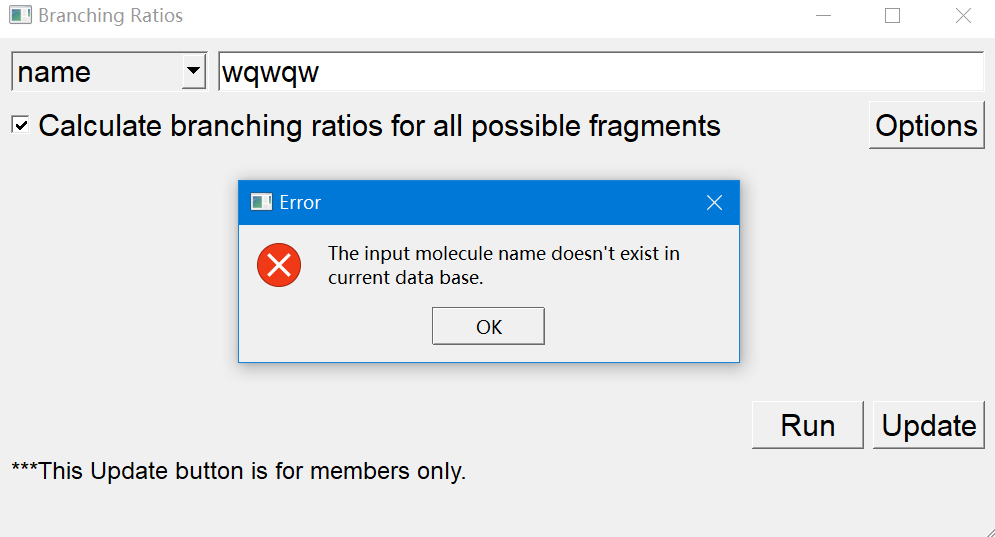 Branching Ratios
name wqwqw
Calculate branching ratios for all possible fragments Options
Error
The input molecule name doesn't exist in
current data base.
OK
Run Update
***This Update button is for members only.